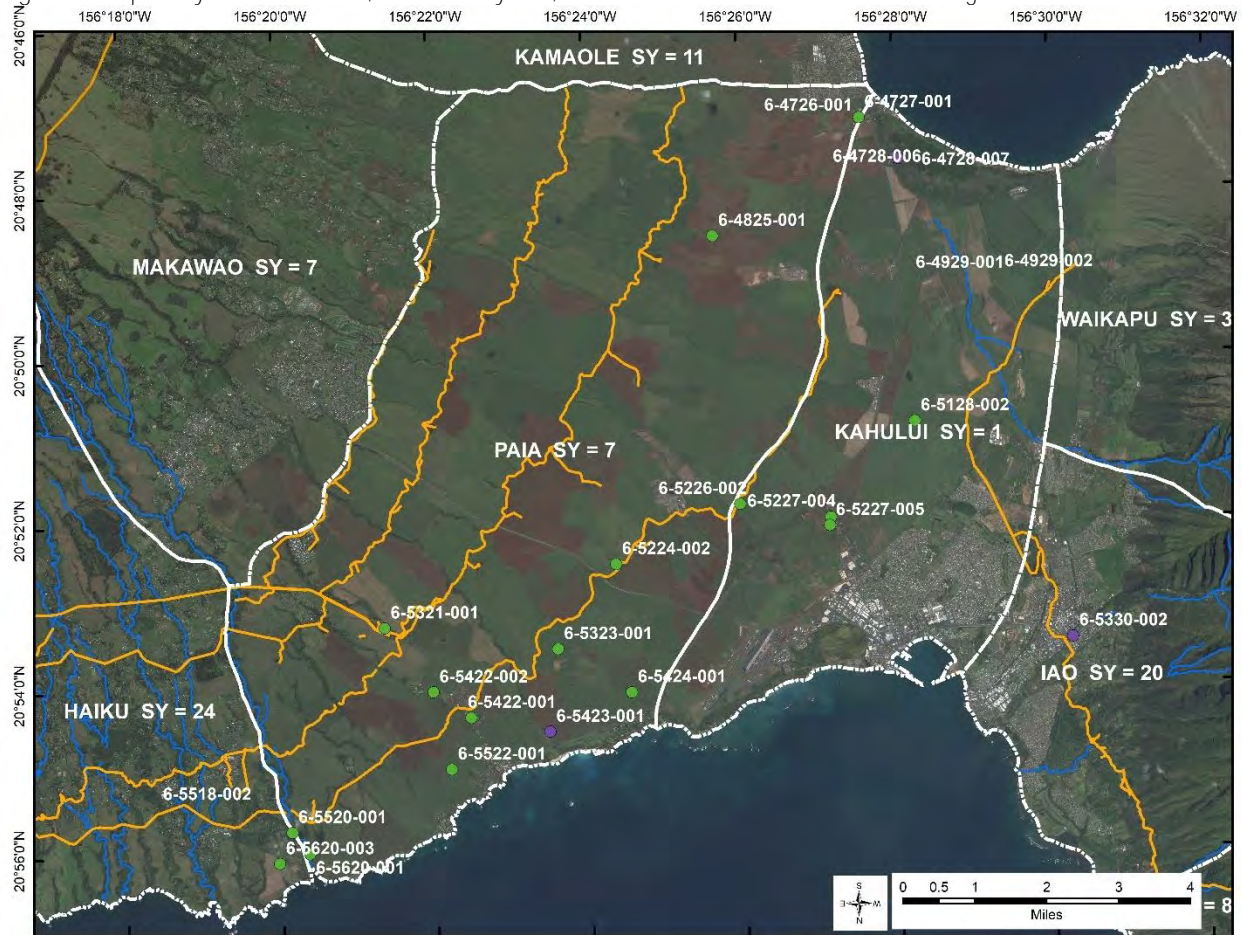 156°18'0"W 156°20'0"W 156°22'0"W 156°24'0"W 156°26'0"W 156°28'0"W 156°30'0"W 156°32'0"W
20°46'0"N
KAMAOLE SY = 11
6-4726-001 6-4727-001
6-4728-006 6-4728-007
20°48'0"N
6-4825-001
MAKAWAO SY = 7
6-4929-001 6-4929-002
WAIKAPU SY = 3
20°50'0"N
6-5128-002
KAHULUI SY = 1
PAIA SY = 7
6-5226-002
6-5227-004
6-5227-005
20°52'0"N
6-5224-002
6-5321-001
6-5323-001
6-5330-002
IAO SY = 20
20°54'0"N
6-5422-002
6-5424-001
6-5422-001
6-5423-001
HAIKU SY = 24
6-5522-001
6-5518-002
6-5520-001
20°56'0"N
6-5620-003
6-5620-001
S
E W
N
0 0.5 1 2 3 4
Miles
= 8